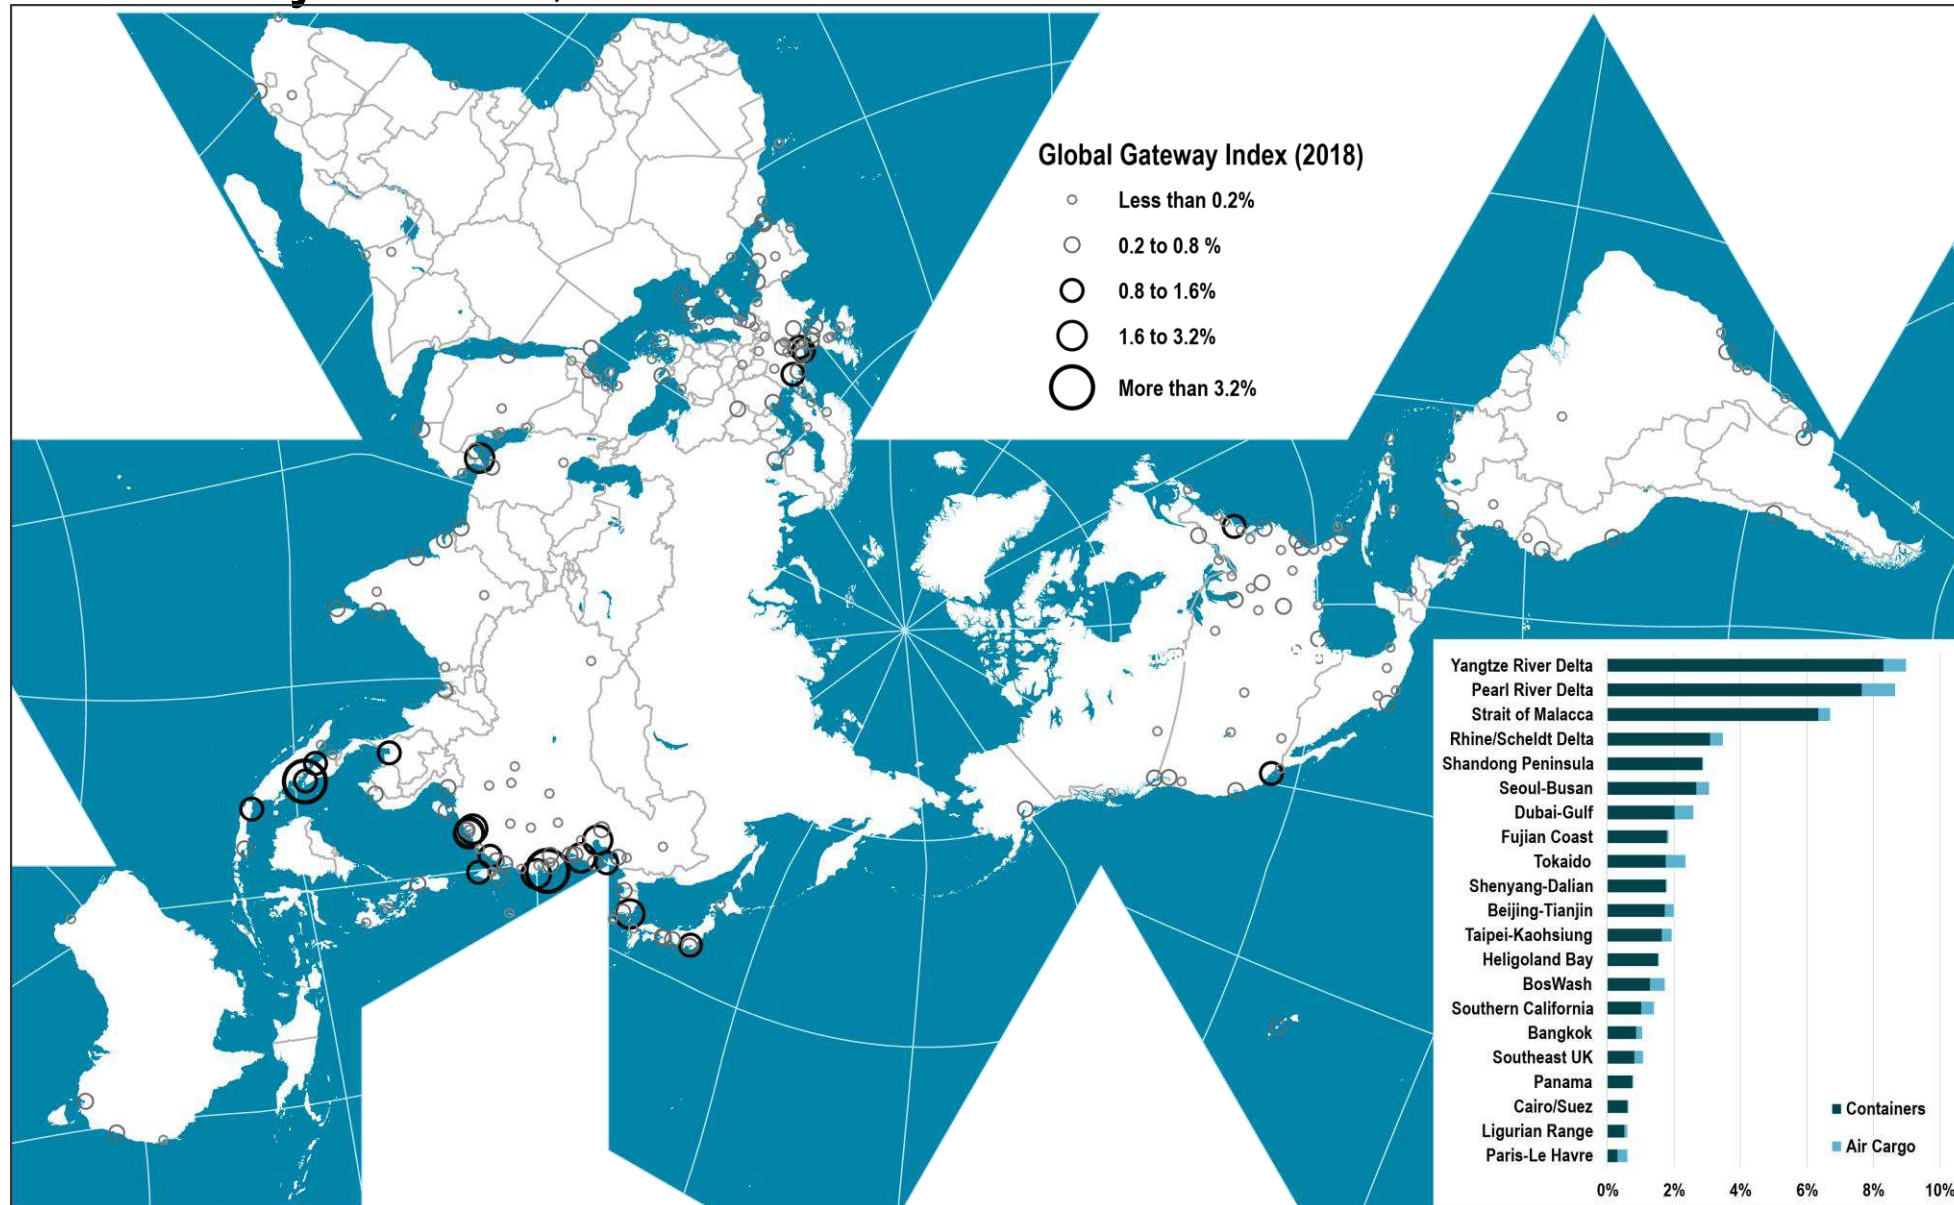 Global Gateway Index (2018)
Less than 0.2%
0.2 to 0.8 %
0.8 to 1.6%
1.6 to 3.2%
More than 3.2%
Yangtze River Delta
Pearl River Delta
Strait of Malacca
Rhine/Scheldt Delta
Shandong Peninsula
Seoul-Busan
Dubai-Gulf
Fujian Coast
Tokaido
Shenyang-Dalian
Beijing-Tianjin
Taipei-Kaohsiung
Heligoland Bay
BosWash
Southern California
Bangkok
Southeast UK
Panama
Cairo/Suez
Ligurian Range
Paris-Le Havre
Containers
Air Cargo
0% 2% 4% 6% 8% 10%